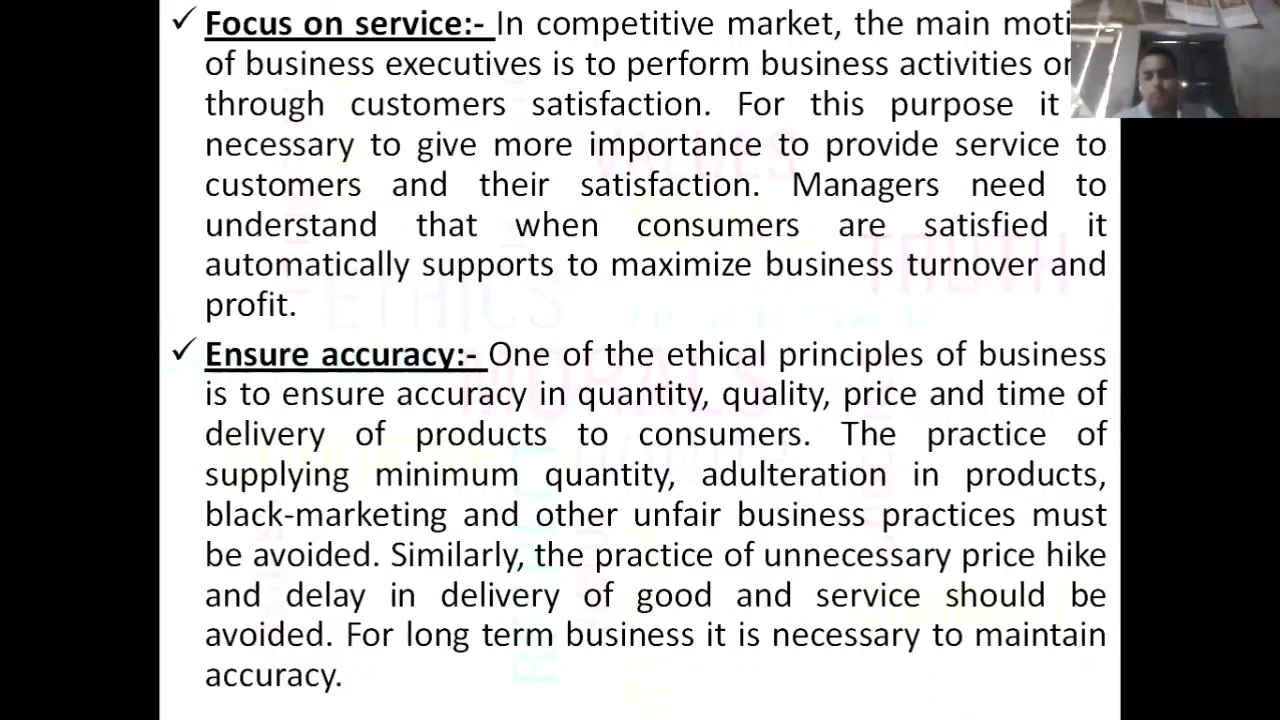 ✓ Focus on service:- In competitive market, the main moti
of business executives is to perform business activities
through customers satisfaction. For this purpose it
necessary to give more importance to provide service to
customers and their satisfaction. Managers need to
understand that when consumers are satisfied it
automatically supports to maximize business turnover and
profit.
✓ Ensure accuracy:- One of the ethical principles of business
is to ensure accuracy in quantity, quality, price and time of
delivery of products to consumers. The practice of
supplying minimum quantity, adulteration in products,
black-marketing and other unfair business practices must
be avoided. Similarly, the practice of unnecessary price hike
and delay in delivery of good and service should be
avoided. For long term business it is necessary to maintain
accuracy.
VALUES
TRUTH
ETHICS
MORALS